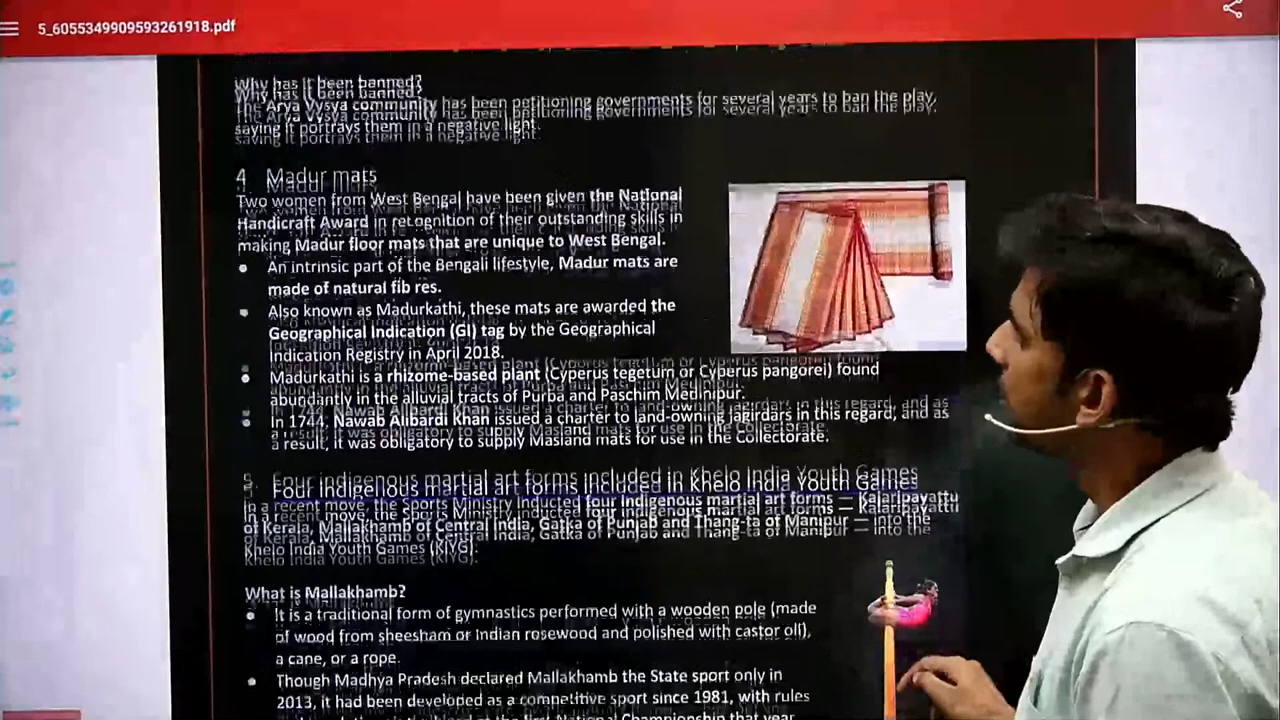 5_6055349909593261918.pdf
Why has it been banned?
The Arya Vysya community has been petitioning governments for several years to ban the play,
saying it portrays them in a negative light.
4. Madur mats
Two women from West Bengal have been given the National
Handicraft Award in recognition of their outstanding skills in
making Madur floor mats that are unique to West Bengal.
● An intrinsic part of the Bengali lifestyle, Madur mats are
made of natural fib res.
● Also known as Madurkathi, these mats are awarded the
Geographical Indication (GI) tag by the Geographical
Indication Registry in April 2018.
● Madurkathi is a rhizome-based plant (Cyperus tegetum or Cyperus pangorei) found
abundantly in the alluvial tracts of Purba and Paschim Medinipur.
● In 1744, Nawab Alibardi Khan issued a charter to land-owning jagirdars in this regard, and as
a result, it was obligatory to supply Masland mats for use in the Collectorate.
5. Four indigenous martial art forms included in Khelo India Youth Games
In a recent move, the Sports Ministry inducted four indigenous martial art forms — Kalaripayattu
of Kerala, Mallakhamb of Central India, Gatka of Punjab and Thang-ta of Manipur — into the
Khelo India Youth Games (KIYG).
What is Mallakhamb?
● It is a traditional form of gymnastics performed with a wooden pole (made
of wood from sheesham or Indian rosewood and polished with castor oil),
a cane, or a rope.
● Though Madhya Pradesh declared Mallakhamb the State sport only in
2013, it had been developed as a competitive sport since 1981, with rules